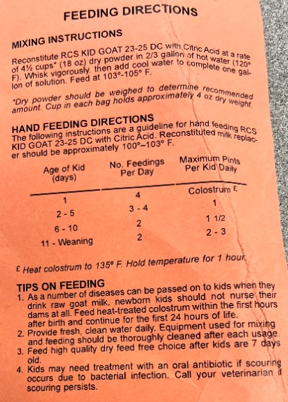 FEEDING DIRECTIONS
MIXING INSTRUCTIONS
Reconstitute RCS KID GOAT 23-25 DC with Citric Acid at a rate
of 4½ cups* (18 oz) dry powder in 2/3 gallon of hot water (120°
F). Whisk vigorously, then add cool water to complete one gal-
lon of solution. Feed at 103°-105° F.
*Dry powder should be weighed to determine recommended
amount. Cup in each bag holds approximately 4 oz dry weight.
HAND FEEDING DIRECTIONS
The following instructions are a guideline for hand feeding RCS
KID GOAT 23-25 DC with Citric Acid. Reconstituted milk replac-
er should be approximately 100°–103° F.
Age of Kid No. Feedings Maximum Pints
(days) Per Day Per Kid Daily
1 4 Colostrum £
2 - 5 3 - 4 1
6 - 10 2 1 1/2
11 - Weaning 2 2 - 3
£ Heat colostrum to 135° F. Hold temperature for 1 hour.
TIPS ON FEEDING
1. As a number of diseases can be passed on to kids when they
drink raw goat milk, newborn kids should not nurse their
dams at all. Feed heat-treated colostrum within the first hours
after birth and continue for the first 24 hours of life.
2. Provide fresh, clean water daily. Equipment used for mixing
and feeding should be thoroughly cleaned after each usage.
3. Feed high quality dry feed free choice after kids are 7 days
old.
4. Kids may need treatment with an oral antibiotic if scouring
occurs due to bacterial infection. Call your veterinarian if
scouring persists.